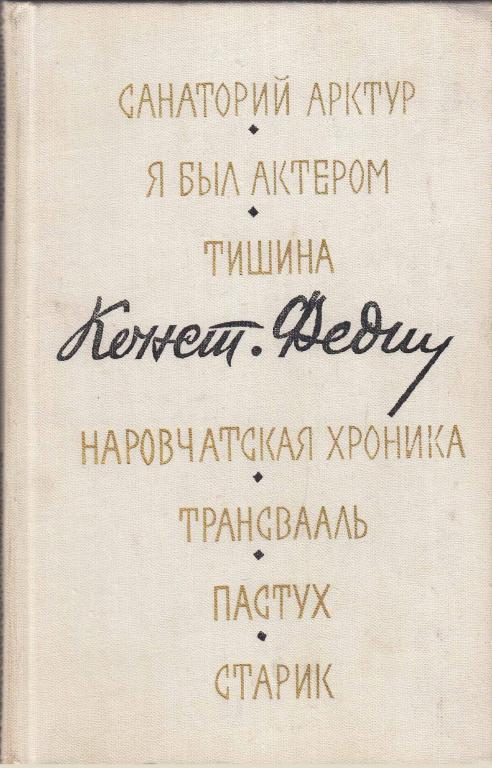 САНАТОРИЙ АРКТУР
Я БЫЛ АКТЕРОМ
ТИШИНА
Конст. Федин
НАРОВЧАТСКАЯ ХРОНИКА
ТРАНСВААЛЬ
ПАСТУХ
СТАРИК